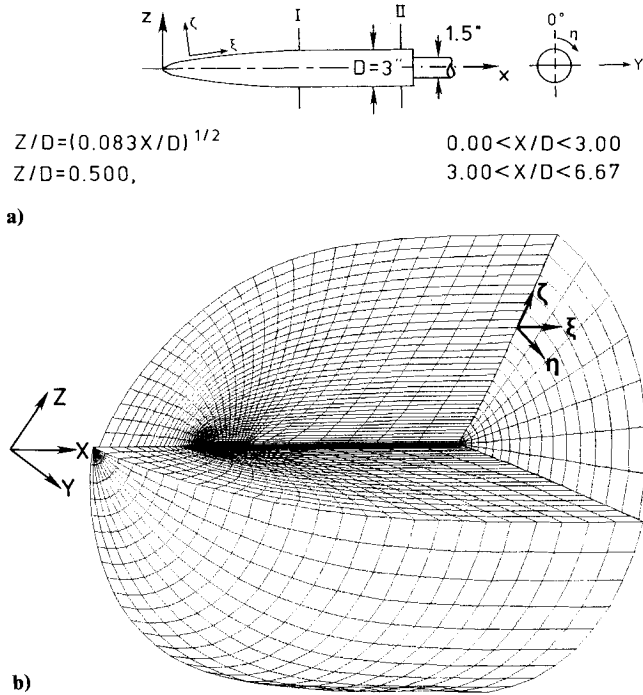 I II 0°
Z ζ ξ D=3" 1.5" X η Y
Z/D=(0.083X/D)^1/2 0.00<X/D<3.00
Z/D=0.500, 3.00<X/D<6.67
a)
ζ
ξ
η
Z
X
Y
b)